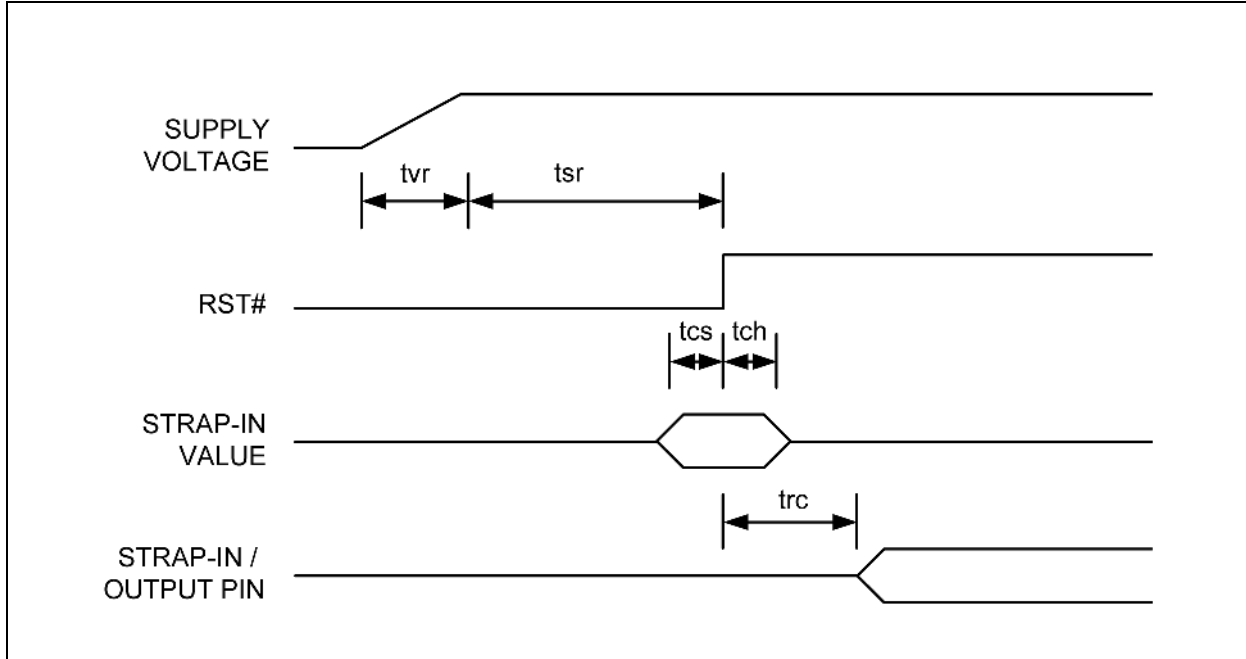 SUPPLY
VOLTAGE
tvr
tsr
RST#
tcs
tch
STRAP-IN
VALUE
trc
STRAP-IN /
OUTPUT PIN